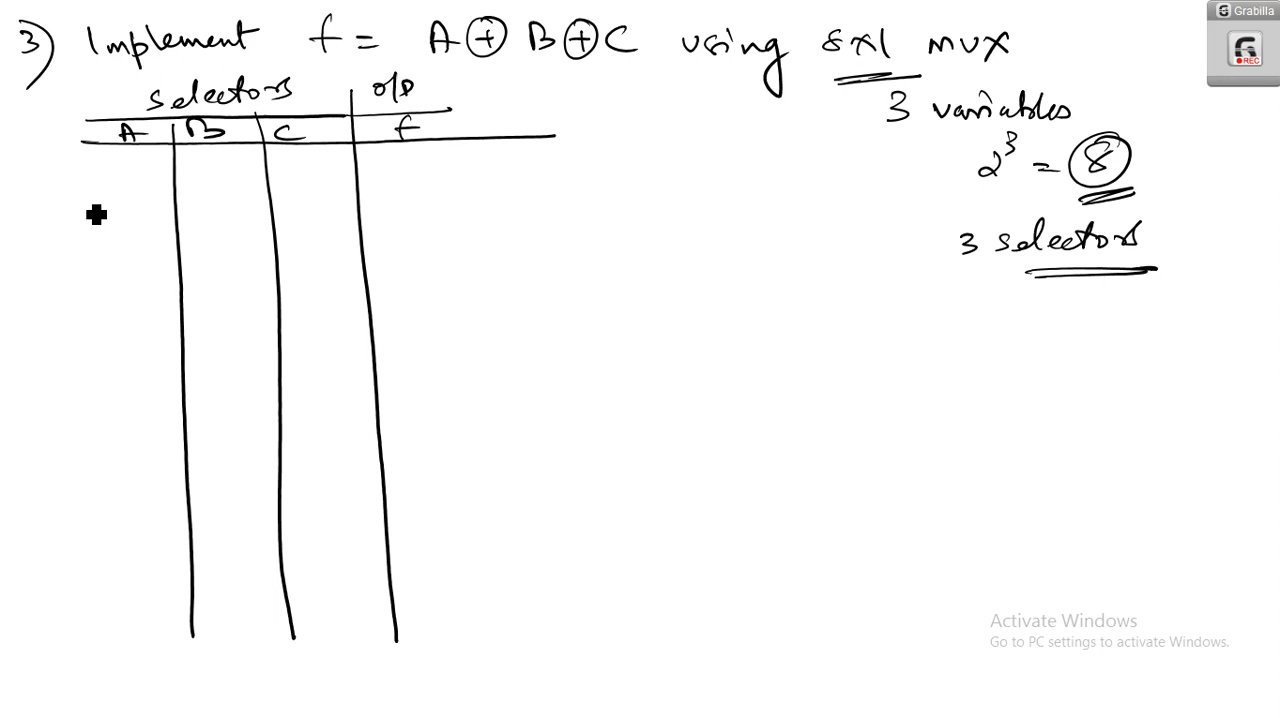 3) Implement f = A ⊕ B ⊕ C using 8x1 mux
selectors o/p
A B C f
3 variables
2³ = 8
3 selectors
Grabilla
REC
Activate Windows
Go to PC settings to activate Windows.